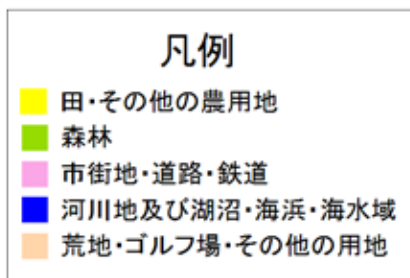 凡例
田・その他の農用地
森林
市街地・道路・鉄道
河川地及び湖沼・海浜・海水域
荒地・ゴルフ場・その他の用地